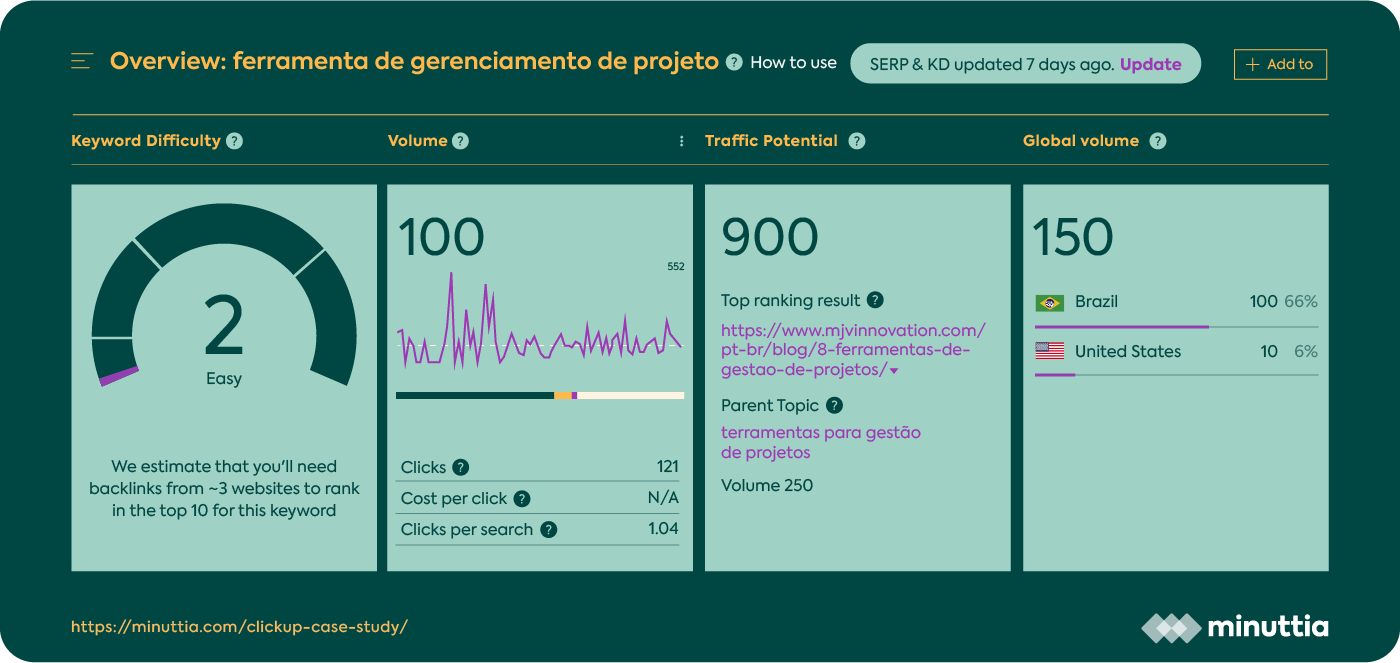 Overview: ferramenta de gerenciamento de projeto ? How to use
SERP & KD updated 7 days ago. Update
+ Add to
Keyword Difficulty ?
Volume ?
Traffic Potential ?
Global volume ?
2
Easy
We estimate that you'll need
backlinks from ~3 websites to rank
in the top 10 for this keyword
100
552
Clicks ? 121
Cost per click ? N/A
Clicks per search ? 1.04
900
Top ranking result ?
https://www.mjvinnovation.com/
pt-br/blog/8-ferramentas-de-
gestao-de-projetos/
Parent Topic ?
terramentas para gestão
de projetos
Volume 250
150
Brazil 100 66%
United States 10 6%
https://minuttia.com/clickup-case-study/
minuttia